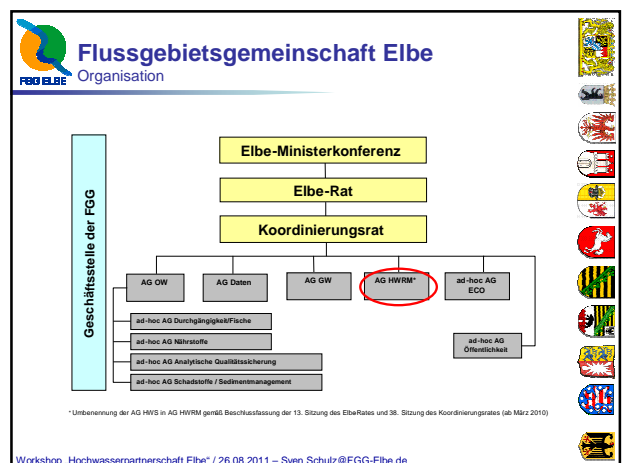 Flussgebietsgemeinschaft Elbe
Organisation
FGG ELBE
Geschäftsstelle der FGG
Elbe-Ministerkonferenz
Elbe-Rat
Koordinierungsrat
AG OW
AG Daten
AG GW
AG HWRM*
ad-hoc AG
ECO
ad-hoc AG Durchgängigkeit/Fische
ad-hoc AG Nährstoffe
ad-hoc AG Analytische Qualitätssicherung
ad-hoc AG Schadstoffe / Sedimentmanagement
ad-hoc AG
Öffentlichkeit
* Umbenennung der AG HWS in AG HWRM gemäß Beschlussfassung der 13. Sitzung des ElbeRates und 38. Sitzung des Koordinierungsrates (ab März 2010)
Workshop „Hochwasserpartnerschaft Elbe“ / 26.08.2011 – Sven.Schulz@FGG-Elbe.de